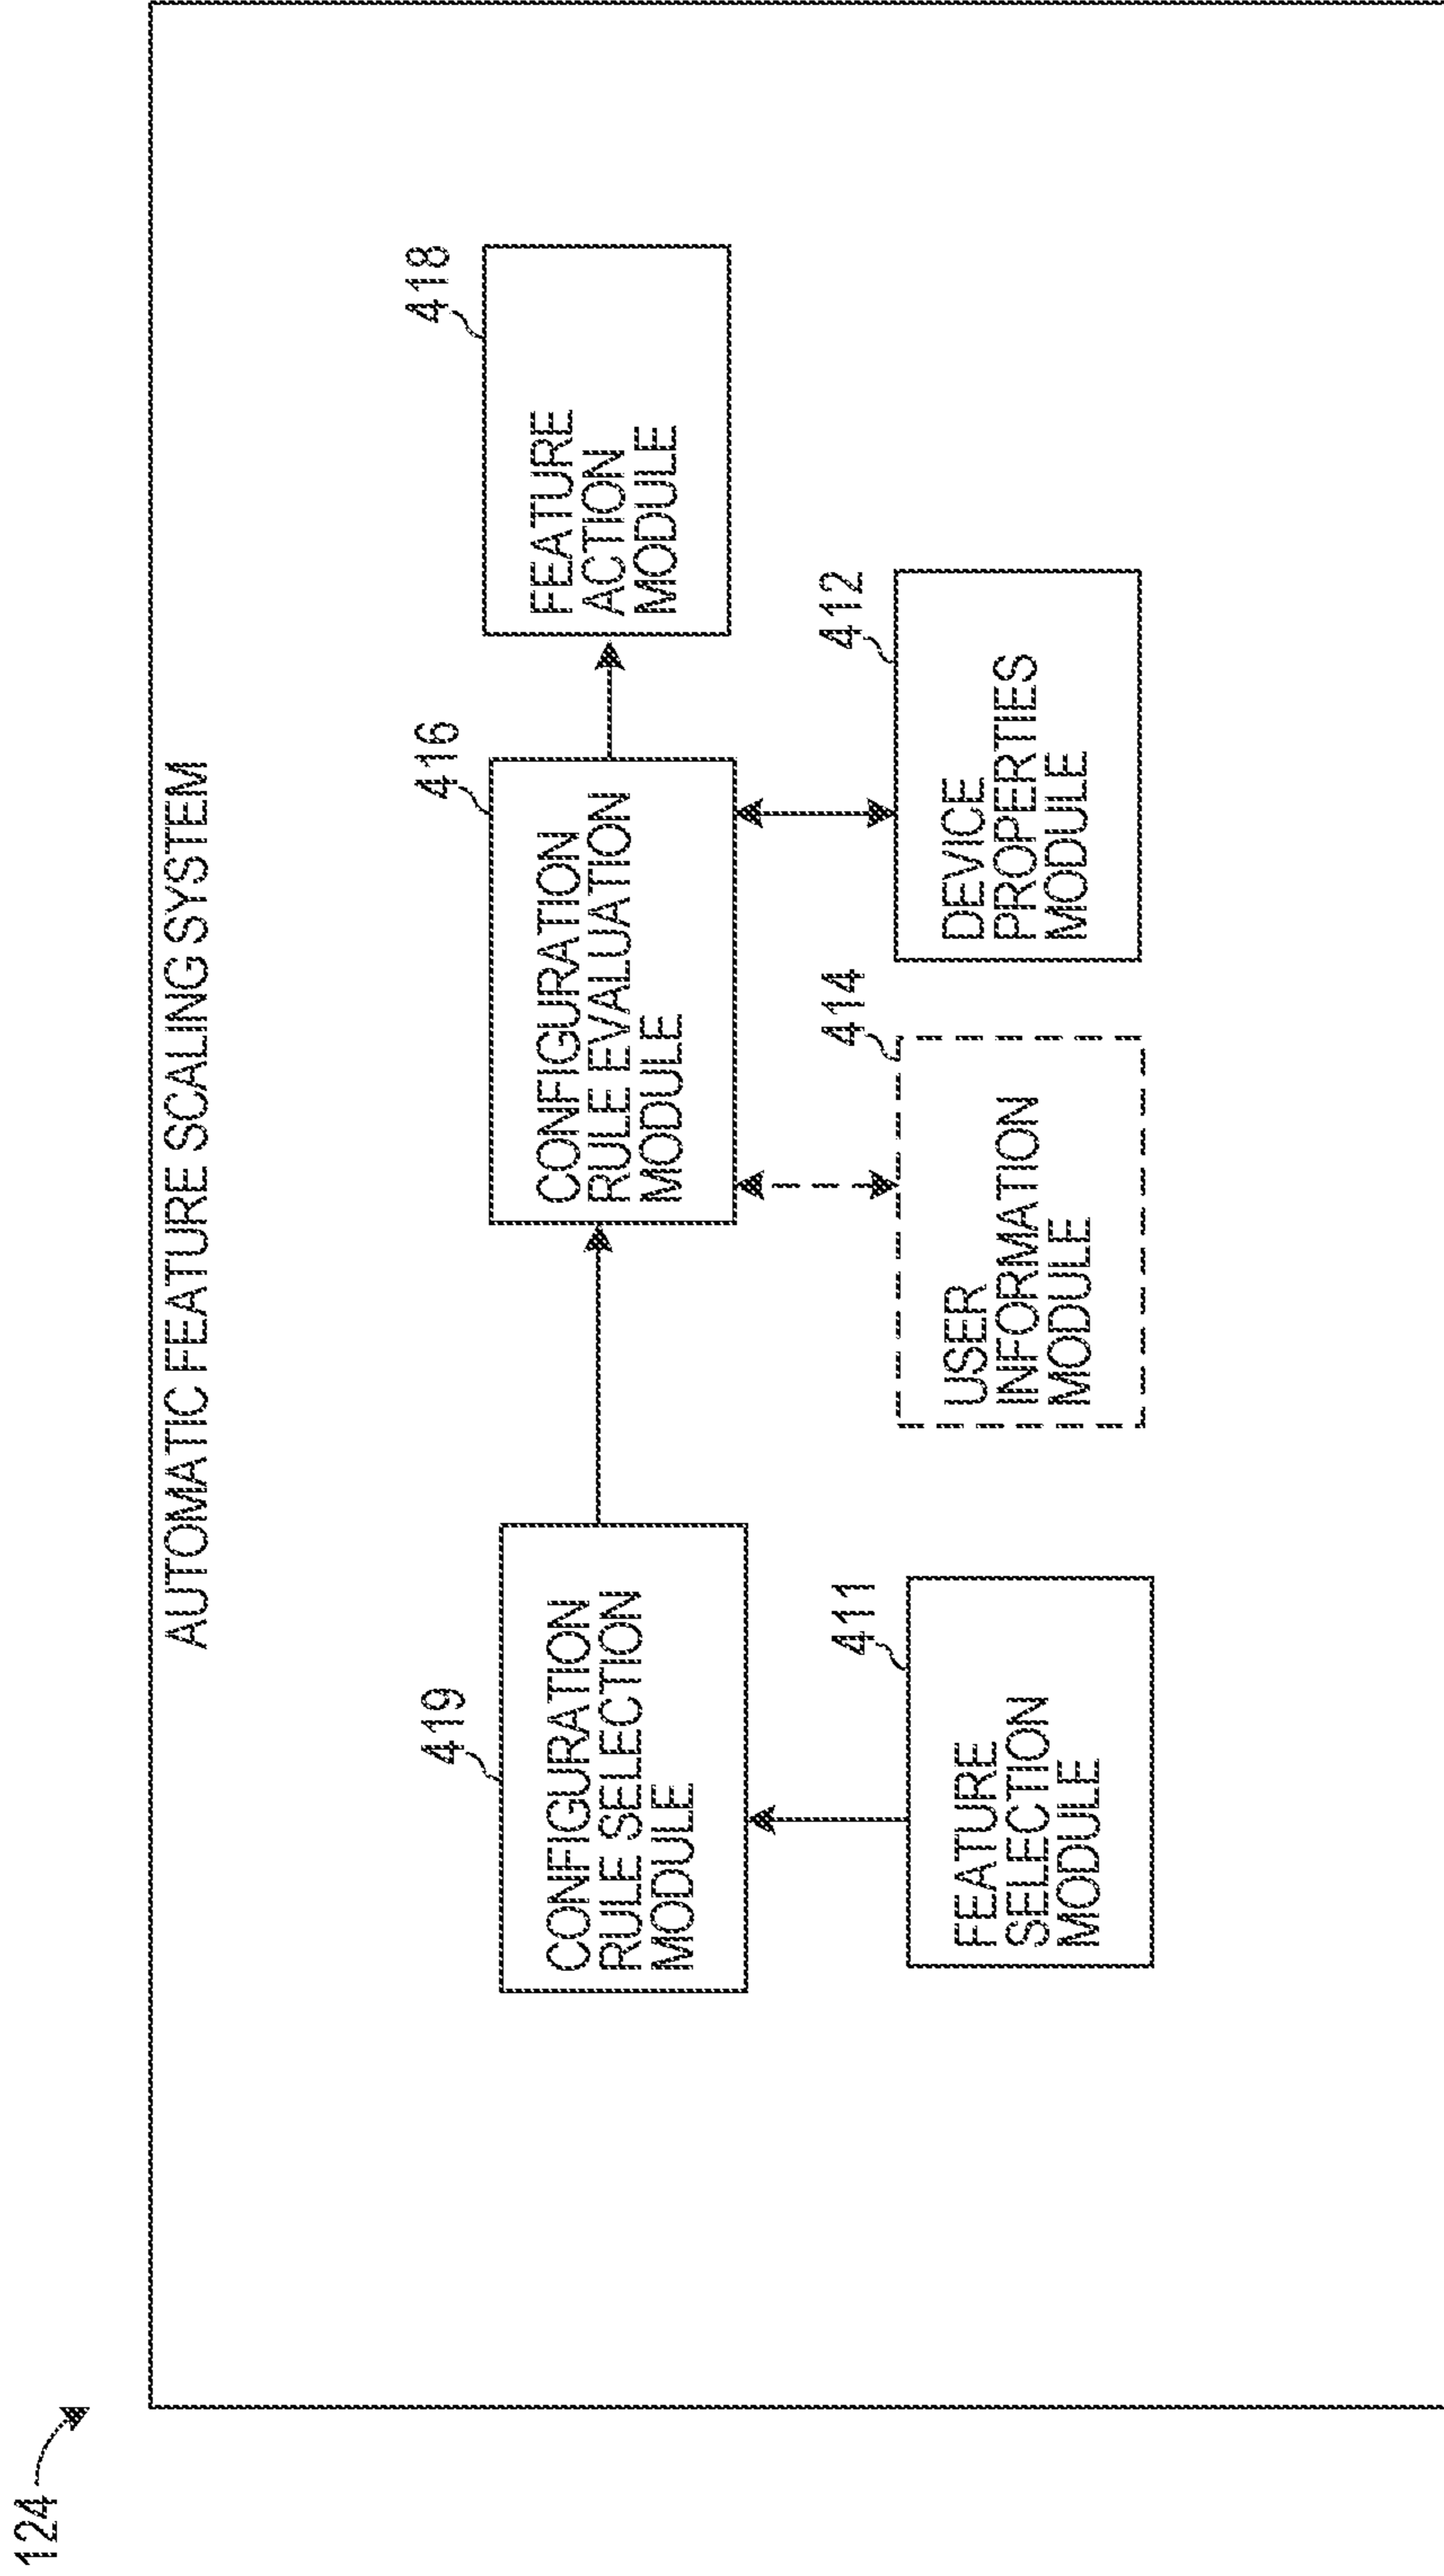 124
AUTOMATIC FEATURE SCALING SYSTEM
419
CONFIGURATION
RULE SELECTION
MODULE
416
CONFIGURATION
RULE EVALUATION
MODULE
418
FEATURE
ACTION
MODULE
411
FEATURE
SELECTION
MODULE
414
USER
INFORMATION
MODULE
412
DEVICE
PROPERTIES
MODULE